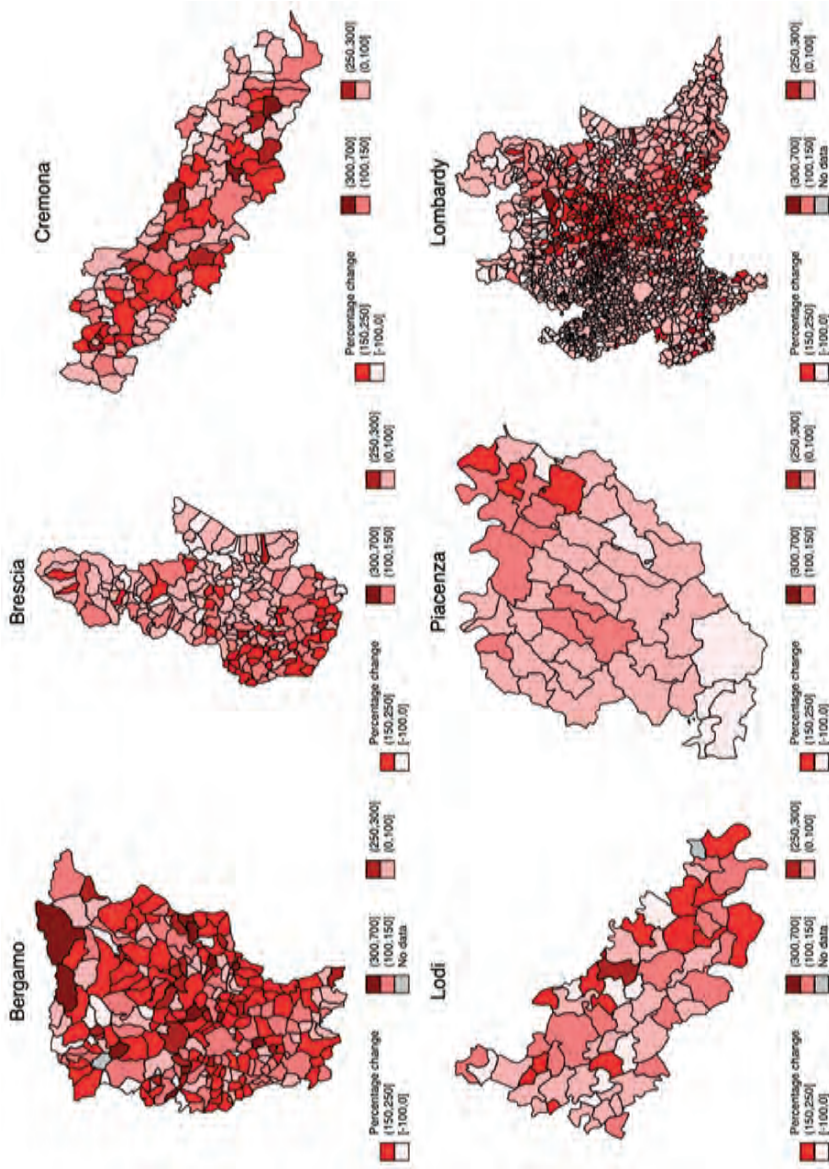 Bergamo
Percentage change (300,700] (250,300]
(150,250] (100,150] (0,100]
[-100,0] No data
Brescia
Percentage change (300,700] (250,300]
(150,250] (100,150] (0,100]
[-100,0]
Cremona
Percentage change (300,700] (250,300]
(150,250] (100,150] (0,100]
[-100,0]
Lodi
Percentage change (300,700] (250,300]
(150,250] (100,150] (0,100]
[-100,0] No data
Piacenza
Percentage change (300,700] (250,300]
(150,250] (100,150] (0,100]
[-100,0]
Lombardy
Percentage change (300,700] (250,300]
(150,250] (100,150] (0,100]
[-100,0] No data